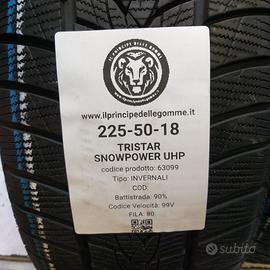 IL PRINCIPE DELLE GOMME
www.ilprincipedellegomme.it
225-50-18
TRISTAR
SNOWPOWER UHP
codice prodotto: 63099
Tipo: INVERNALI
COD
Battistrada: 90%
Codice Velocità: 99V
FILA: 80
subito